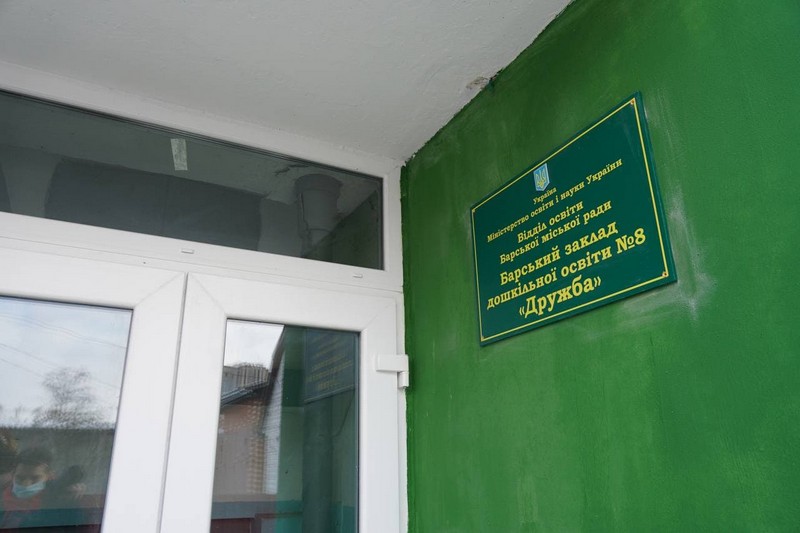 Україна
Міністерство освіти і науки України
Відділ освіти
Барської міської ради
Барський заклад
дошкільної освіти №8
«Дружба»